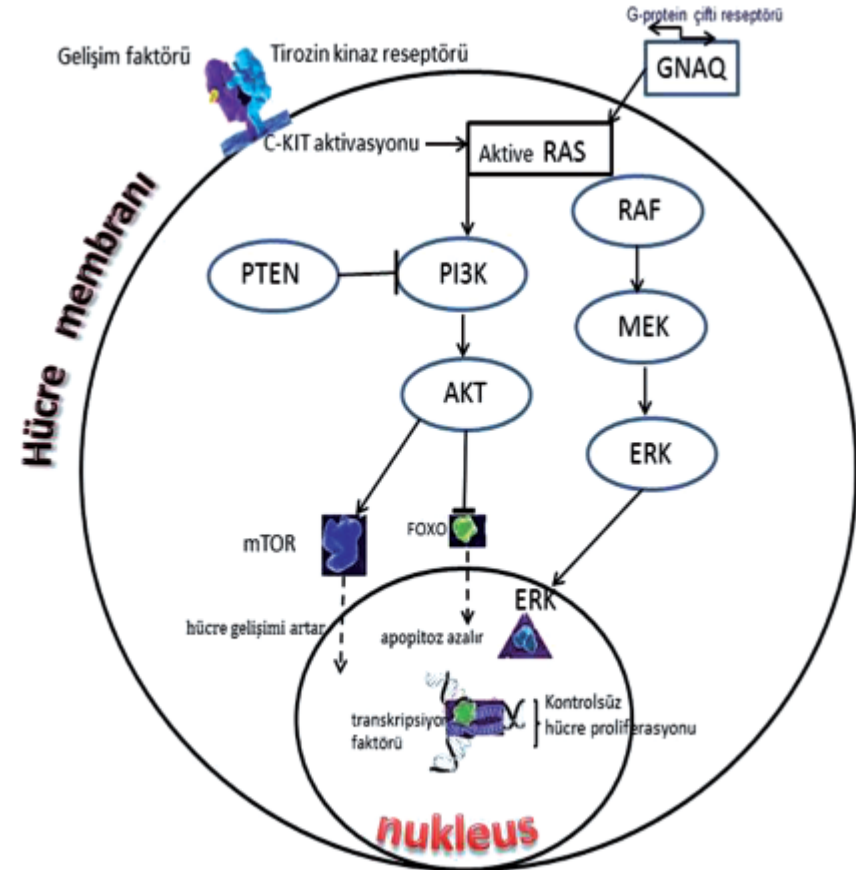 G-protein çifti reseptörü
GNAQ
Gelişim faktörü
Tirozin kinaz reseptörü
C-KIT aktivasyonu
Aktive RAS
RAF
PTEN
PI3K
MEK
AKT
ERK
Hücre membranı
mTOR
FOXO
ERK
hücre gelişimi artar
apopitoz azalır
transkripsiyor
faktörü
Kontrolsüz
hücre proliferasyonu
nukleus